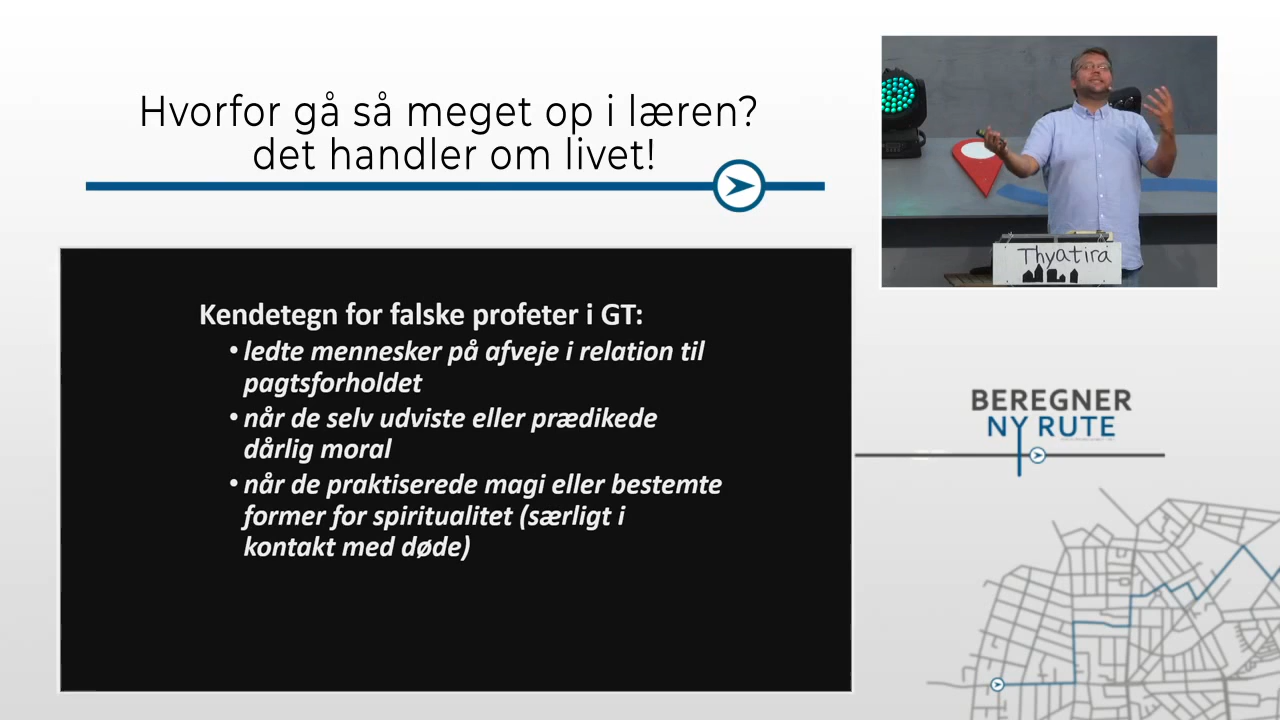 Hvorfor gå så meget op i læren?
det handler om livet!
Thyatira
Kendetegn for falske profeter i GT:
• ledte mennesker på afveje i relation til
pagtsforholdet
• når de selv udviste eller prædikede
dårlig moral
• når de praktiserede magi eller bestemte
former for spiritualitet (særligt i
kontakt med døde)
BEREGNER
NY RUTE